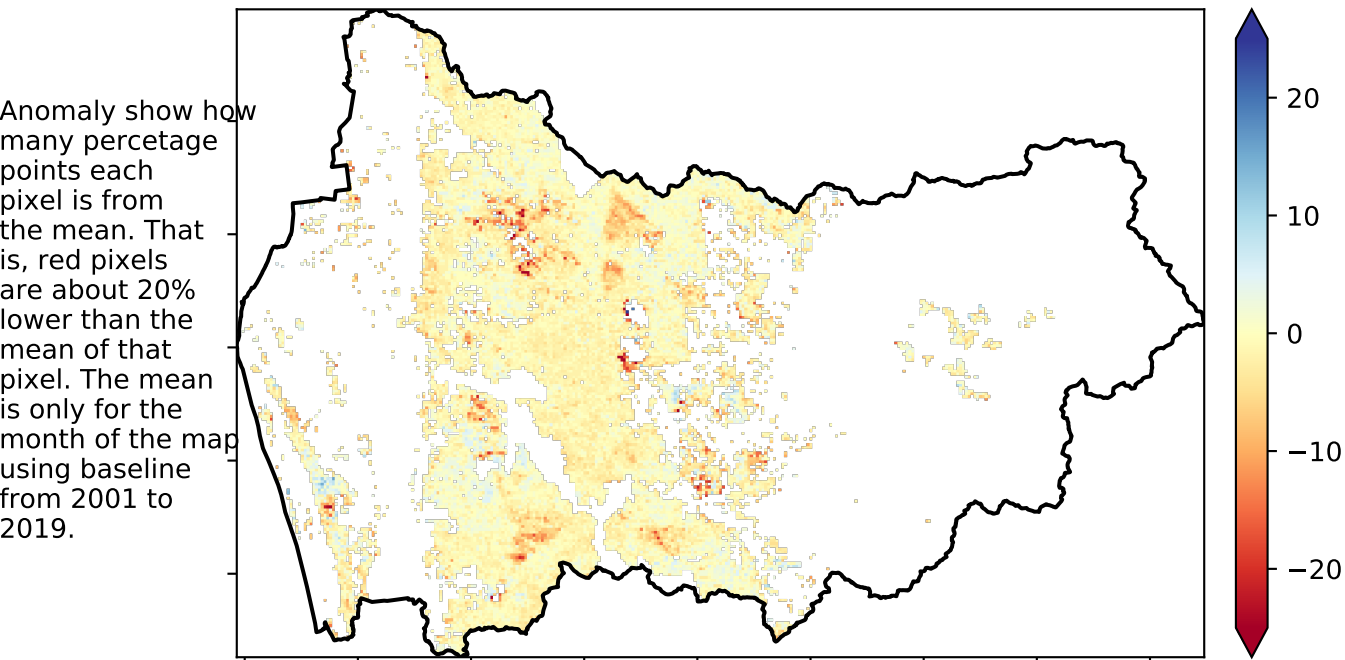 Anomaly show how
many percetage
points each
pixel is from
the mean. That
is, red pixels
are about 20%
lower than the
mean of that
pixel. The mean
is only for the
month of the map
using baseline
from 2001 to
2019.
20
10
0
−10
−20